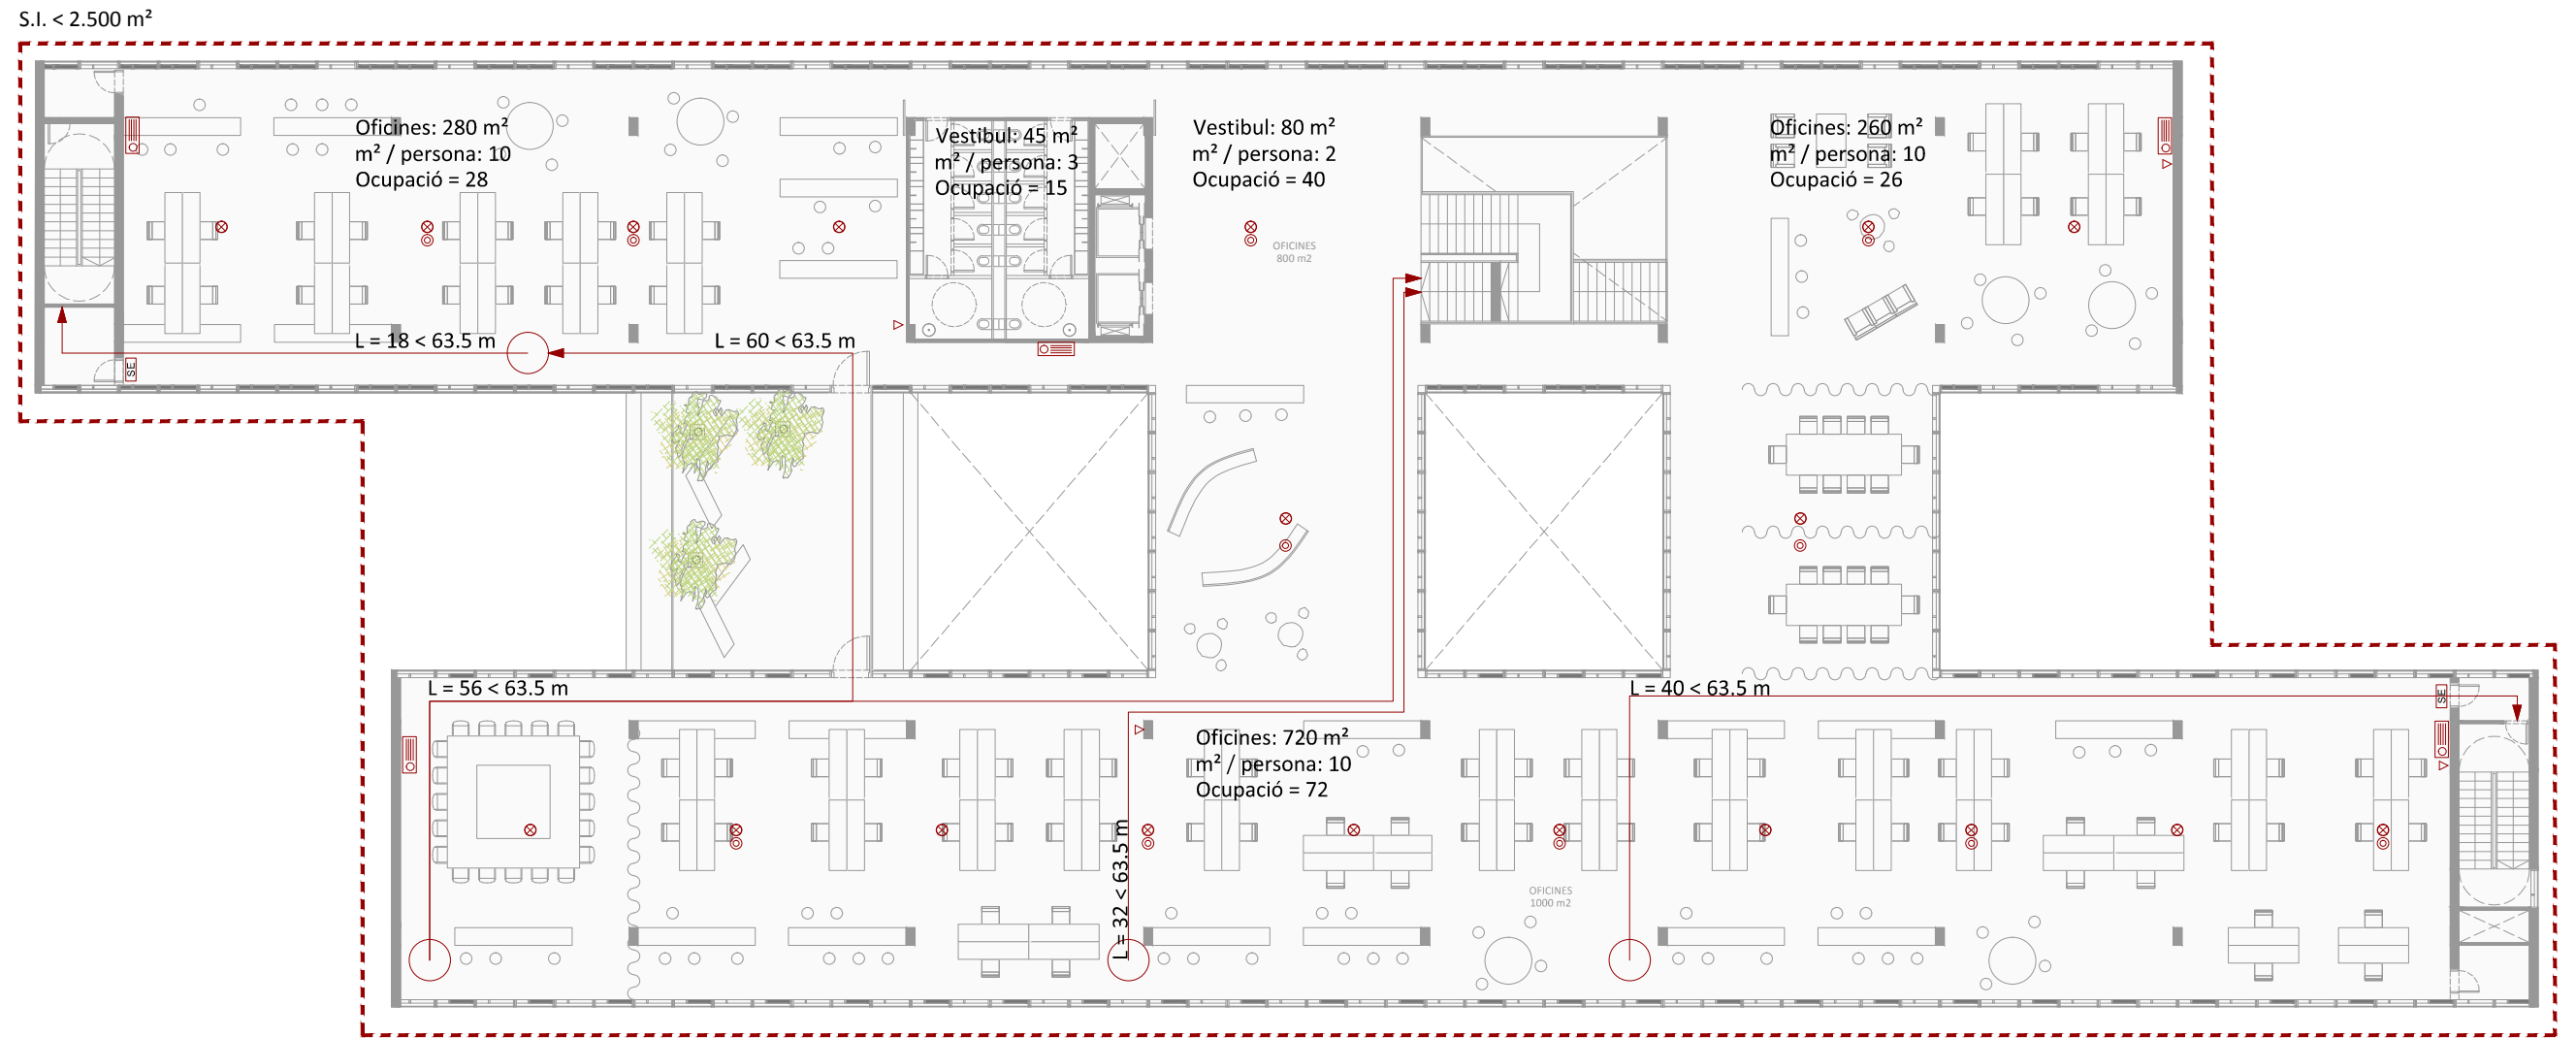 S.I. < 2.500 m²
Oficines: 280 m²
m² / persona: 10
Ocupació = 28
Vestibul: 45 m²
m² / persona: 3
Ocupació = 15
Vestibul: 80 m²
m² / persona: 2
Ocupació = 40
Oficines: 260 m²
m² / persona: 10
Ocupació = 26
OFICINES
800 m2
L = 18 < 63.5 m
L = 60 < 63.5 m
SE
L = 56 < 63.5 m
L = 40 < 63.5 m
SE
Oficines: 720 m²
m² / persona: 10
Ocupació = 72
L = 32 < 63.5 m
OFICINES
1000 m2